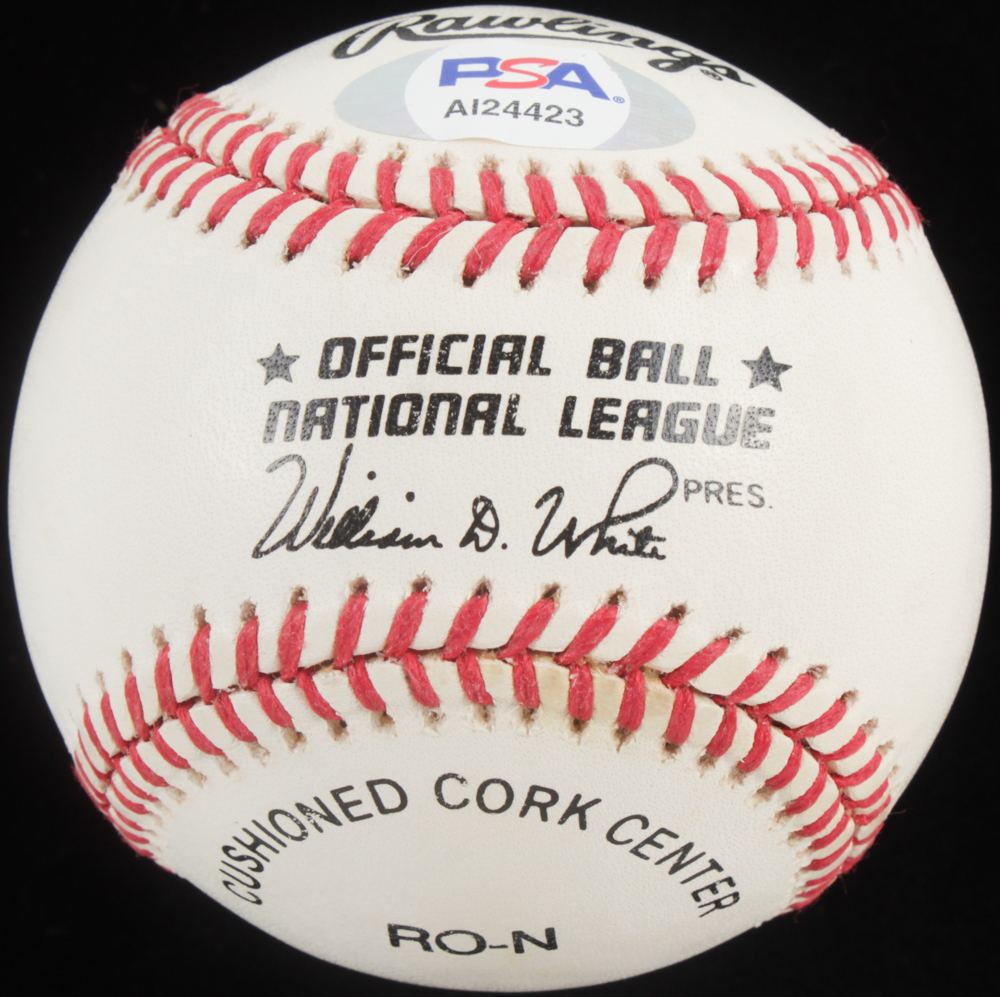 Rawlings®
PSA®
AI24423
★ OFFICIAL BALL ★
NATIONAL LEAGUE
William D. White PRES.
CUSHIONED CORK CENTER
RO-N